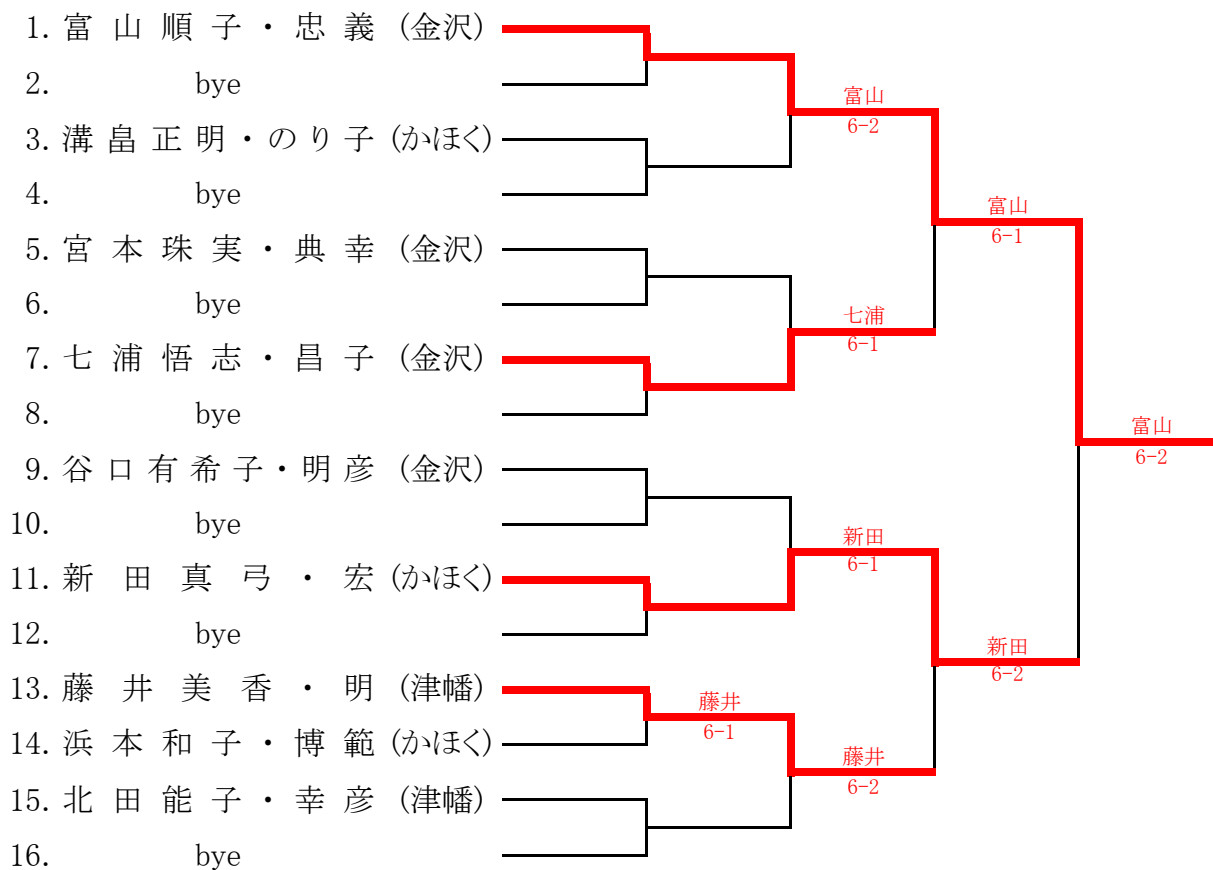 1. 富山順子・忠義 (金沢)
2. bye
3. 溝畠正明・のり子 (かほく)
4. bye
5. 宮本珠実・典幸 (金沢)
6. bye
7. 七浦悟志・昌子 (金沢)
8. bye
9. 谷口有希子・明彦 (金沢)
10. bye
11. 新田真弓・宏 (かほく)
12. bye
13. 藤井美香・明 (津幡)
14. 浜本和子・博範 (かほく)
15. 北田能子・幸彦 (津幡)
16. bye
藤井
6-1
富山
6-2
七浦
6-1
新田
6-1
藤井
6-2
富山
6-1
新田
6-2
富山
6-2